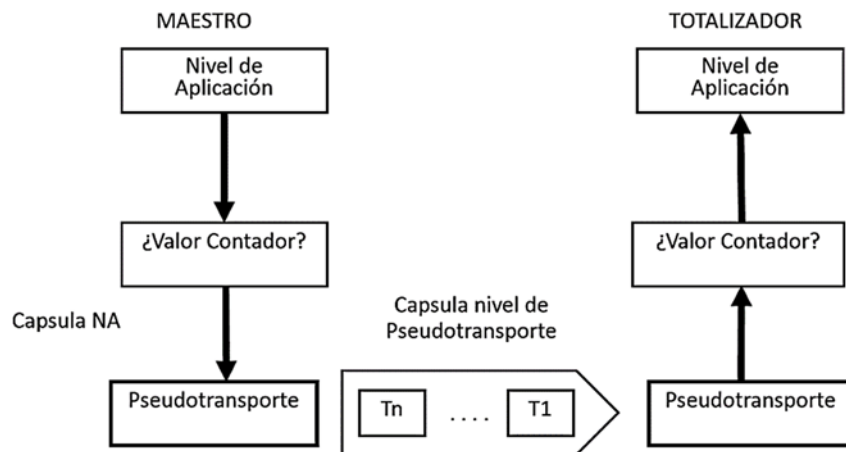 MAESTRO
TOTALIZADOR
Nivel de
Aplicación
Nivel de
Aplicación
¿Valor Contador?
¿Valor Contador?
Capsula NA
Capsula nivel de
Pseudotransporte
Pseudotransporte
Tn
. . . .
T1
Pseudotransporte